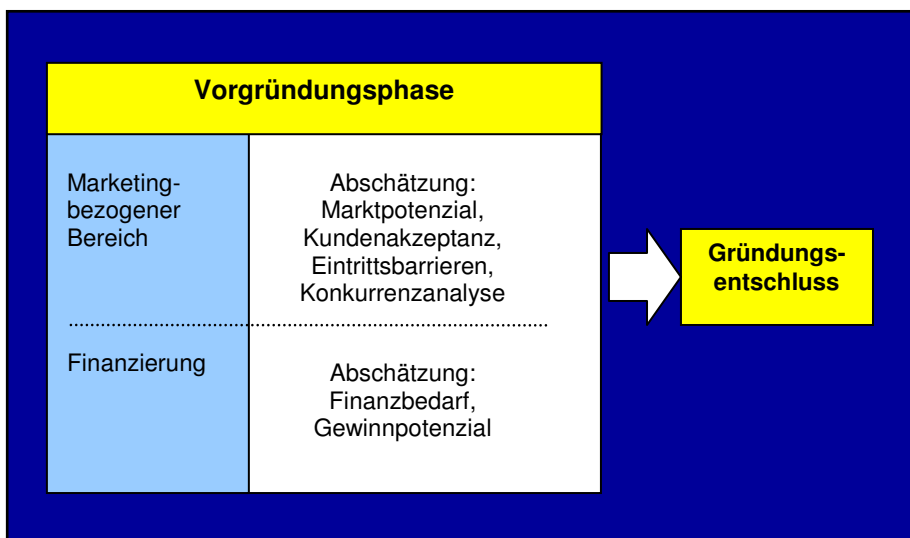 Vorgründungsphase
Marketing-
bezogener
Bereich
Abschätzung:
Marktpotenzial,
Kundenakzeptanz,
Eintrittsbarrieren,
Konkurrenzanalyse
Finanzierung
Abschätzung:
Finanzbedarf,
Gewinnpotenzial
Gründungs-
entschluss